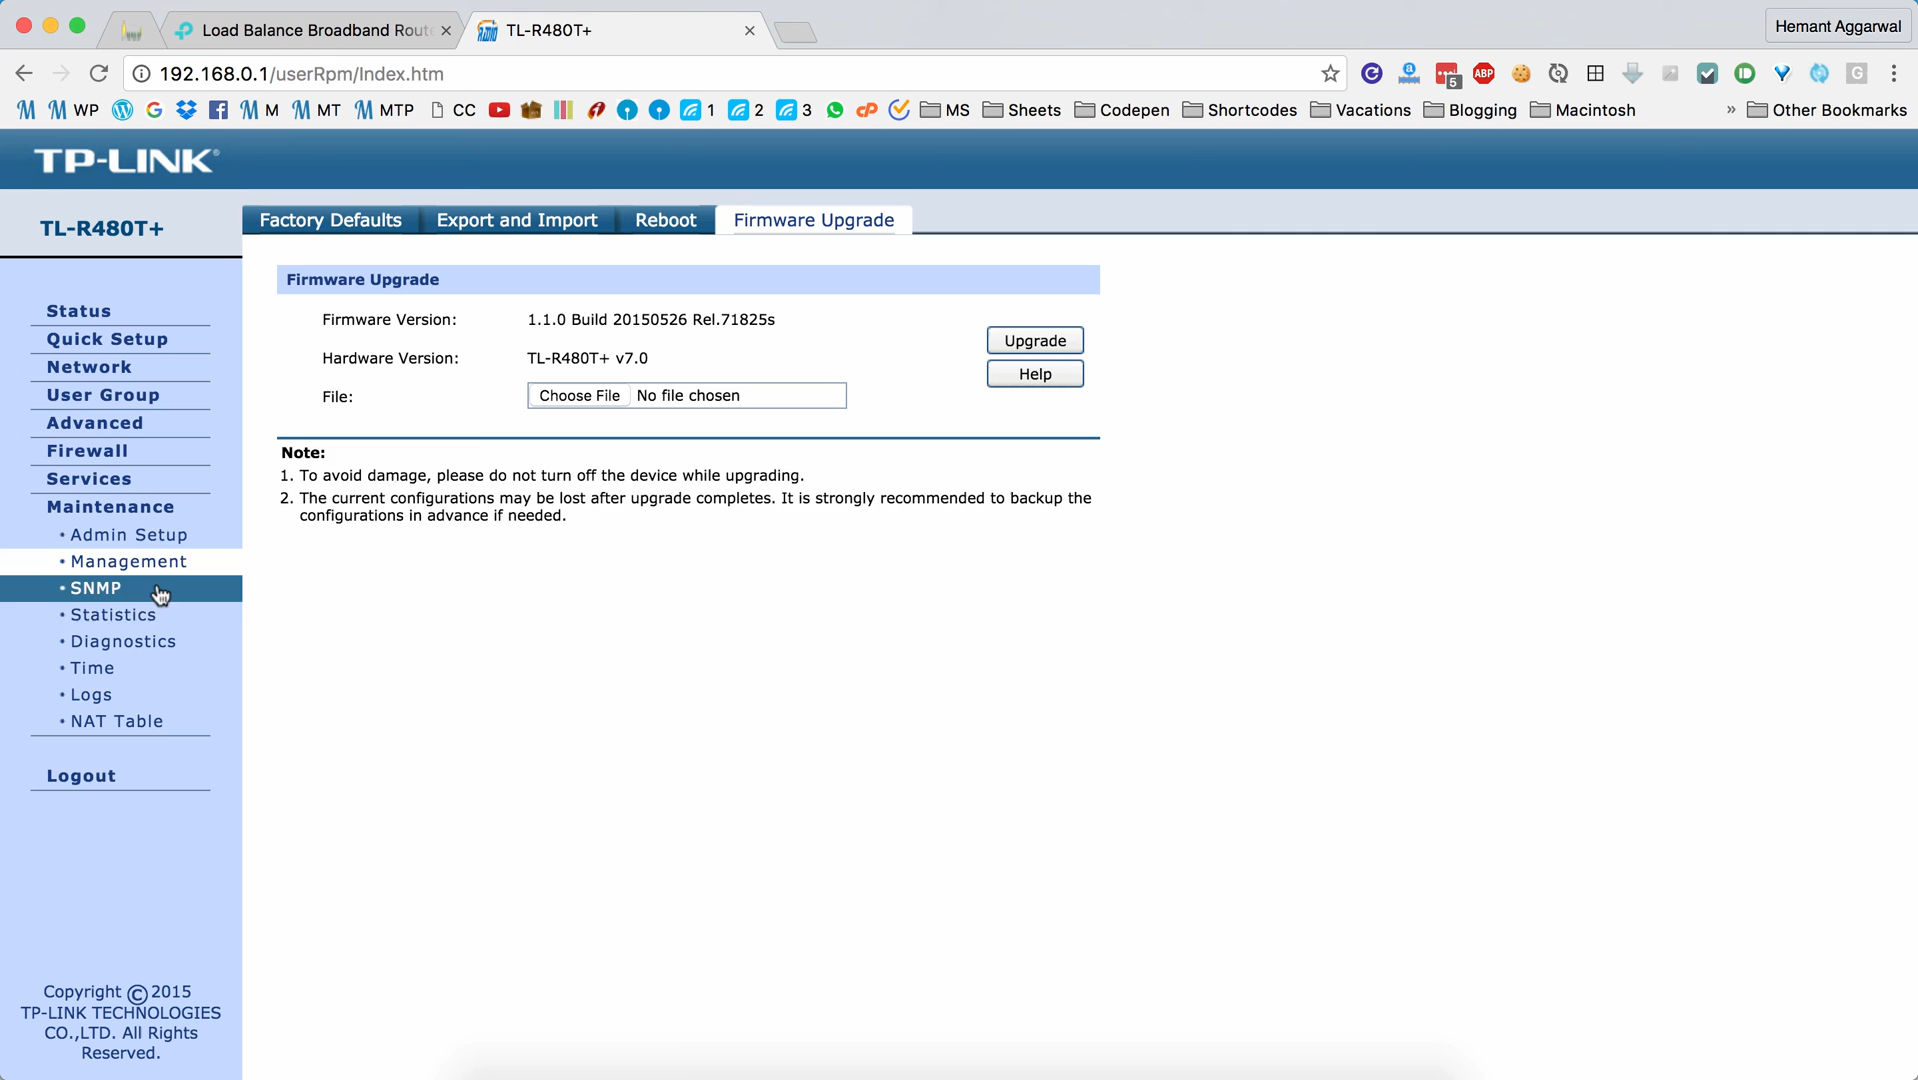 Load Balance Broadband Rout
TL-R480T+
Hemant Aggarwal
192.168.0.1/userRpm/Index.htm
5
ABP
G
WP
M
MT
MTP
CC
1
2
3
MS
Sheets
Codepen
Shortcodes
Vacations
Blogging
Macintosh
»
Other Bookmarks
TP-LINK®
TL-R480T+
Factory Defaults
Export and Import
Reboot
Firmware Upgrade
Status
Quick Setup
Network
User Group
Advanced
Firewall
Services
Maintenance
• Admin Setup
• Management
• SNMP
• Statistics
• Diagnostics
• Time
• Logs
• NAT Table
Logout
Copyright ©2015
TP-LINK TECHNOLOGIES
CO.,LTD. All Rights
Reserved.
Firmware Upgrade
Firmware Version: 1.1.0 Build 20150526 Rel.71825s
Hardware Version: TL-R480T+ v7.0
File: Choose File No file chosen
Upgrade
Help
Note:
1. To avoid damage, please do not turn off the device while upgrading.
2. The current configurations may be lost after upgrade completes. It is strongly recommended to backup the
configurations in advance if needed.